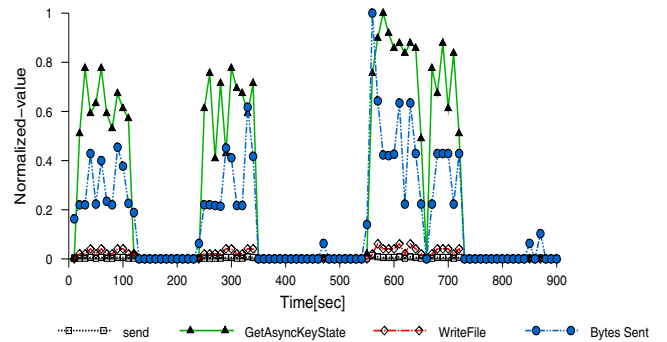 Normalized-value
1
0.8
0.6
0.4
0.2
0
0 100 200 300 400 500 600 700 800 900
Time[sec]
send GetAsyncKeyState WriteFile Bytes Sent